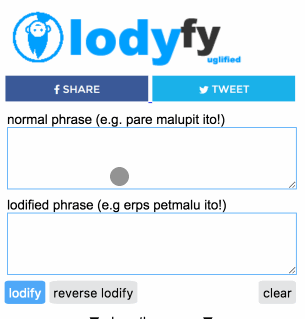 lodyfy
uglified
SHARE
TWEET
normal phrase (e.g. pare malupit ito!)
lodified phrase (e.g erps petmalu ito!)
lodify reverse lodify clear